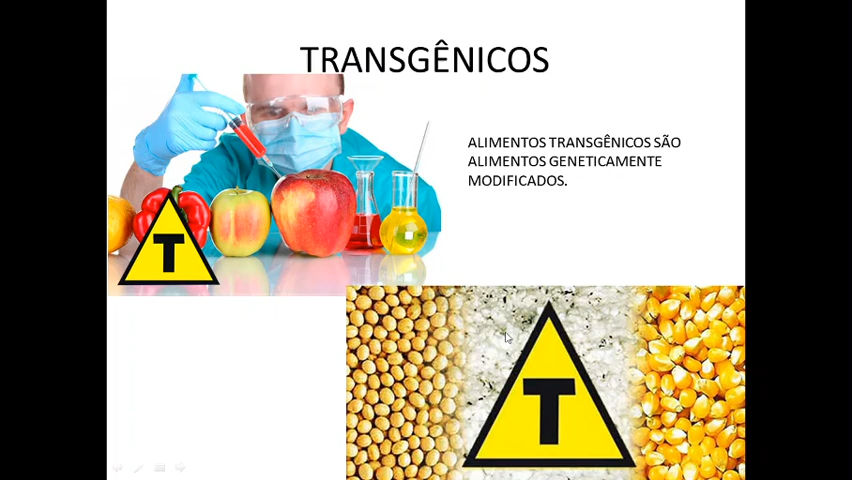 TRANSGÊNICOS
ALIMENTOS TRANSGÊNICOS SÃO
ALIMENTOS GENETICAMENTE
MODIFICADOS.
T
T